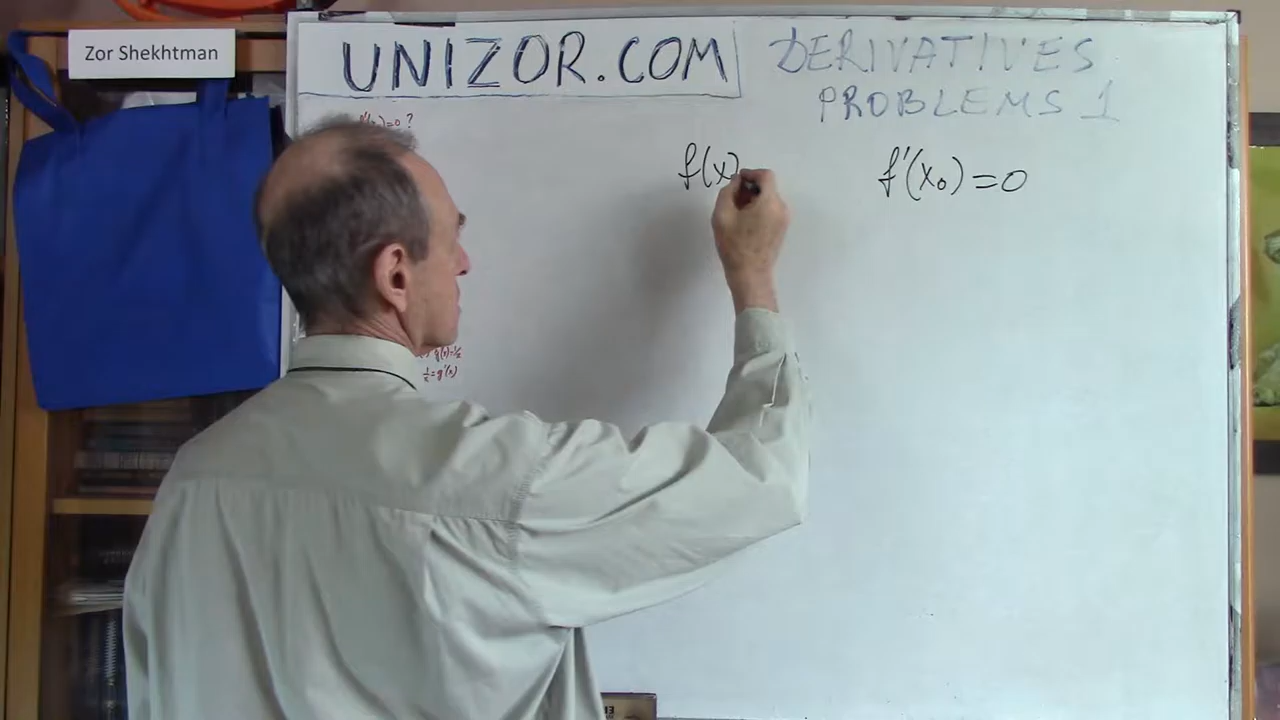 Zor Shekhtman
UNIZOR.COM
DERIVATIVES
PROBLEMS 1
f(x)
f'(x₀)=0